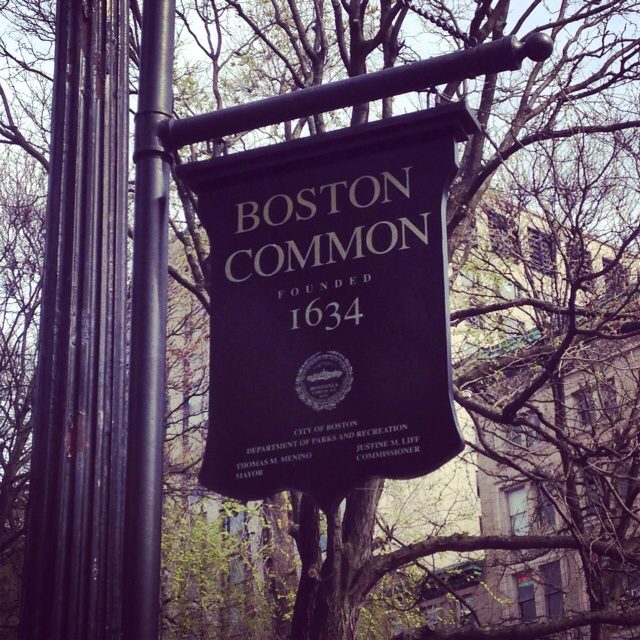 BOSTON
COMMON
FOUNDED
1634
CITY OF BOSTON
DEPARTMENT OF PARKS AND RECREATION
THOMAS M. MENINO JUSTINE M. LIFF
MAYOR COMMISSIONER